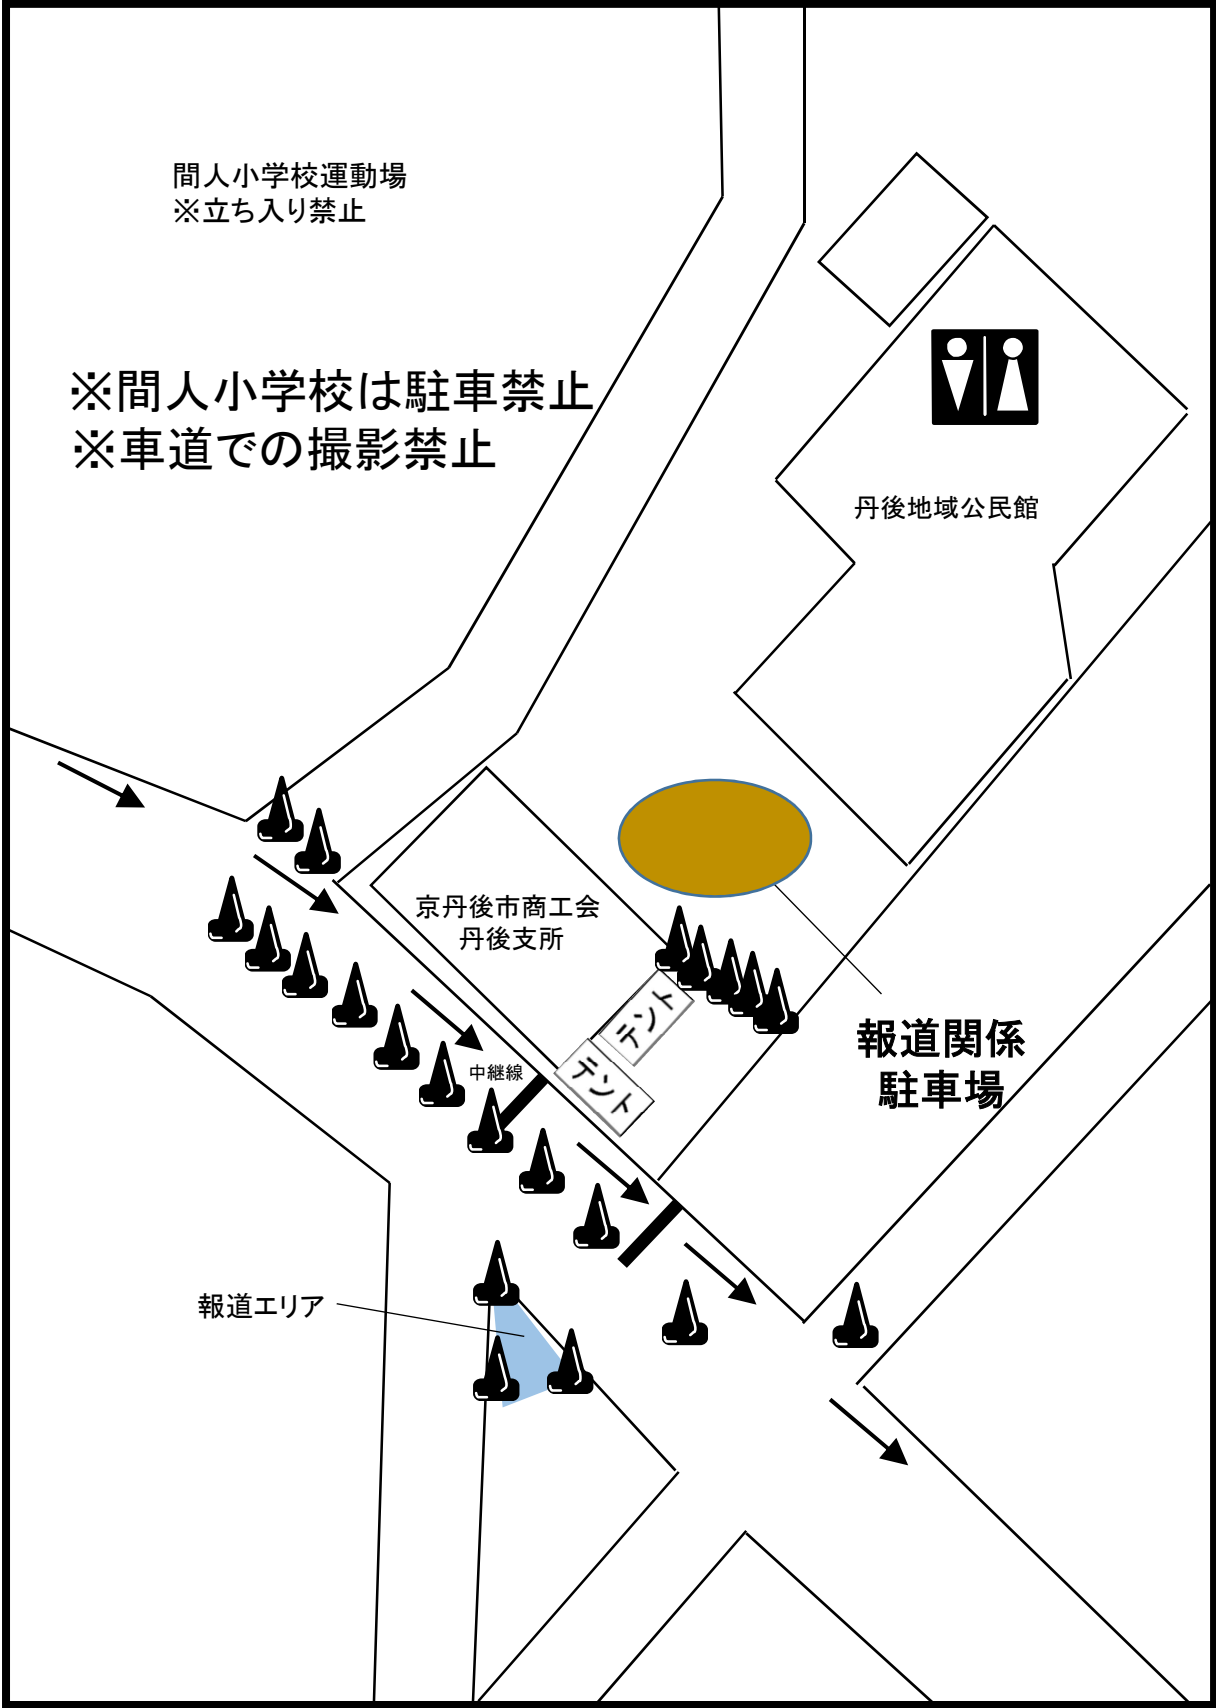 間人小学校運動場
※立ち入り禁止
※間人小学校は駐車禁止
※車道での撮影禁止
丹後地域公民館
京丹後市商工会
丹後支所
テント
テント
中継線
報道関係
駐車場
報道エリア